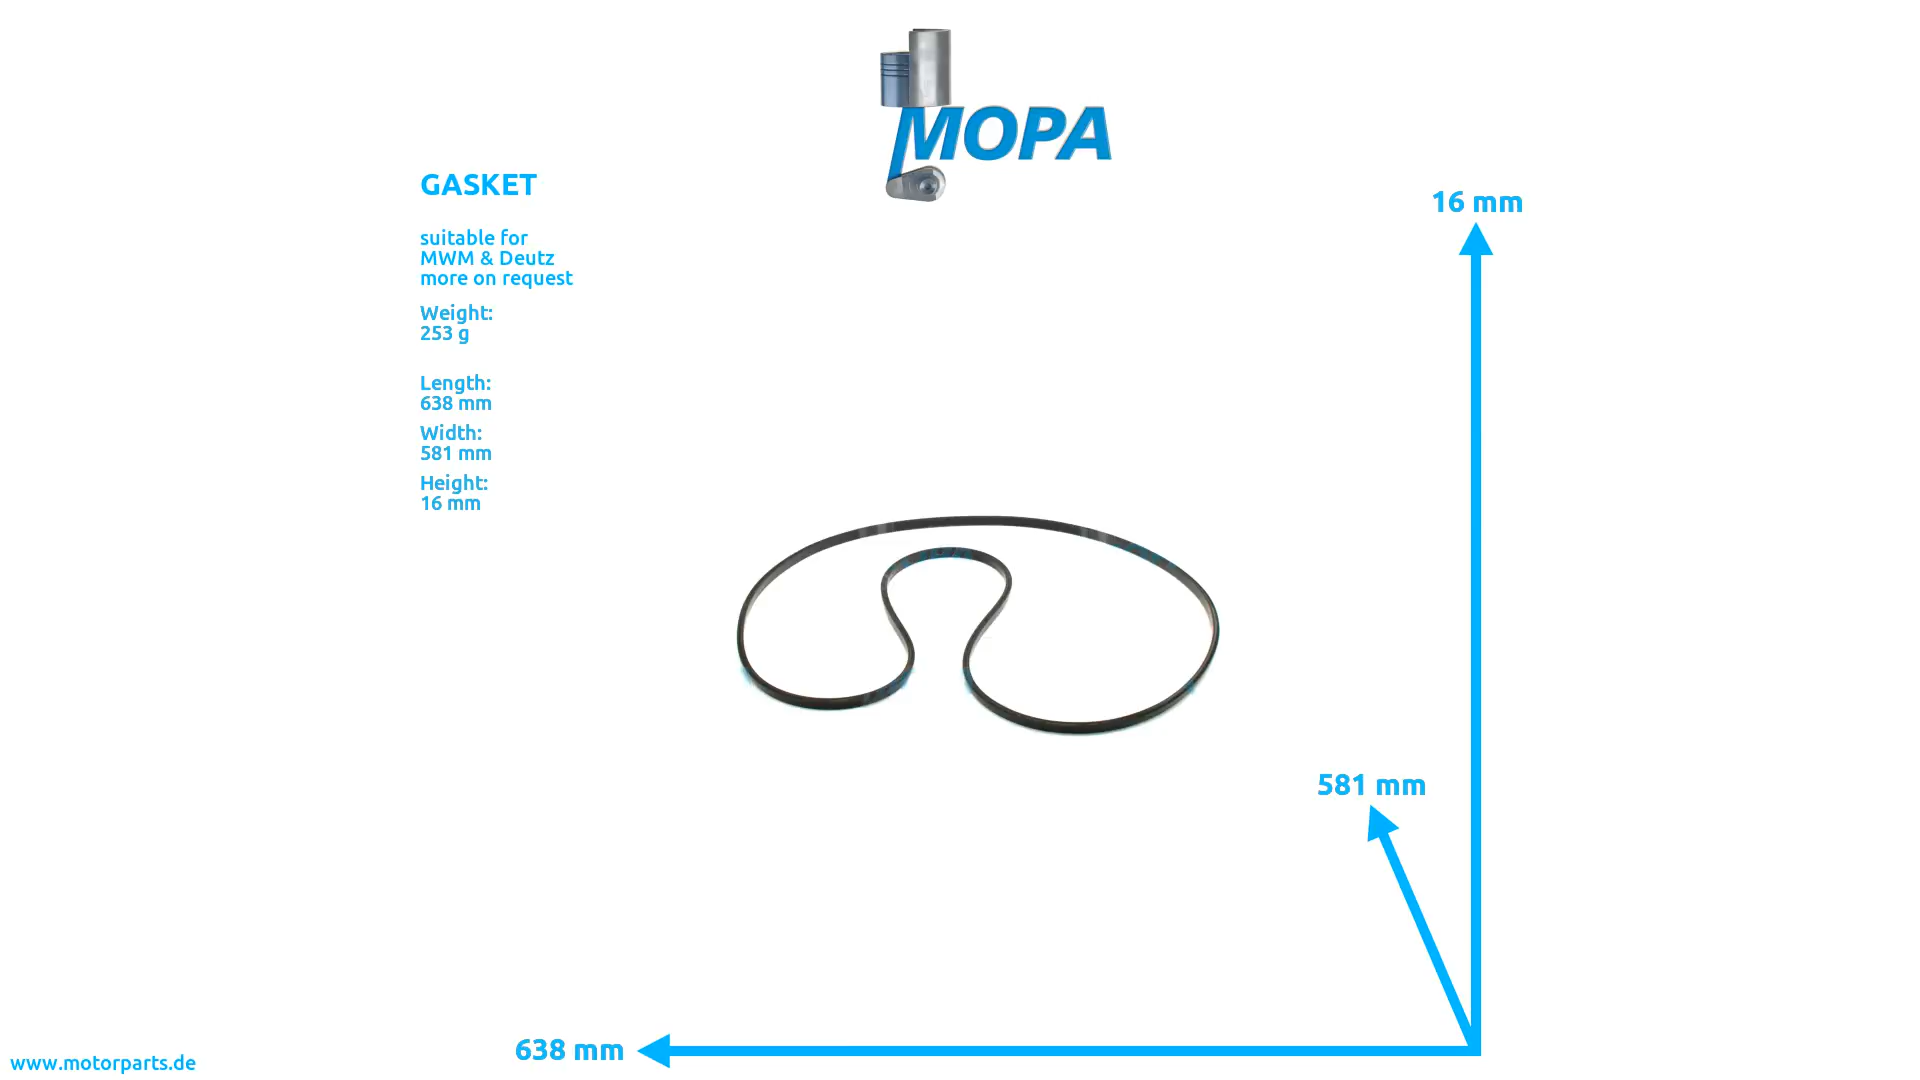 MOPA
GASKET
suitable for
MWM & Deutz
more on request
Weight:
253 g
Length:
638 mm
Width:
581 mm
Height:
16 mm
16 mm
581 mm
638 mm
www.motorparts.de